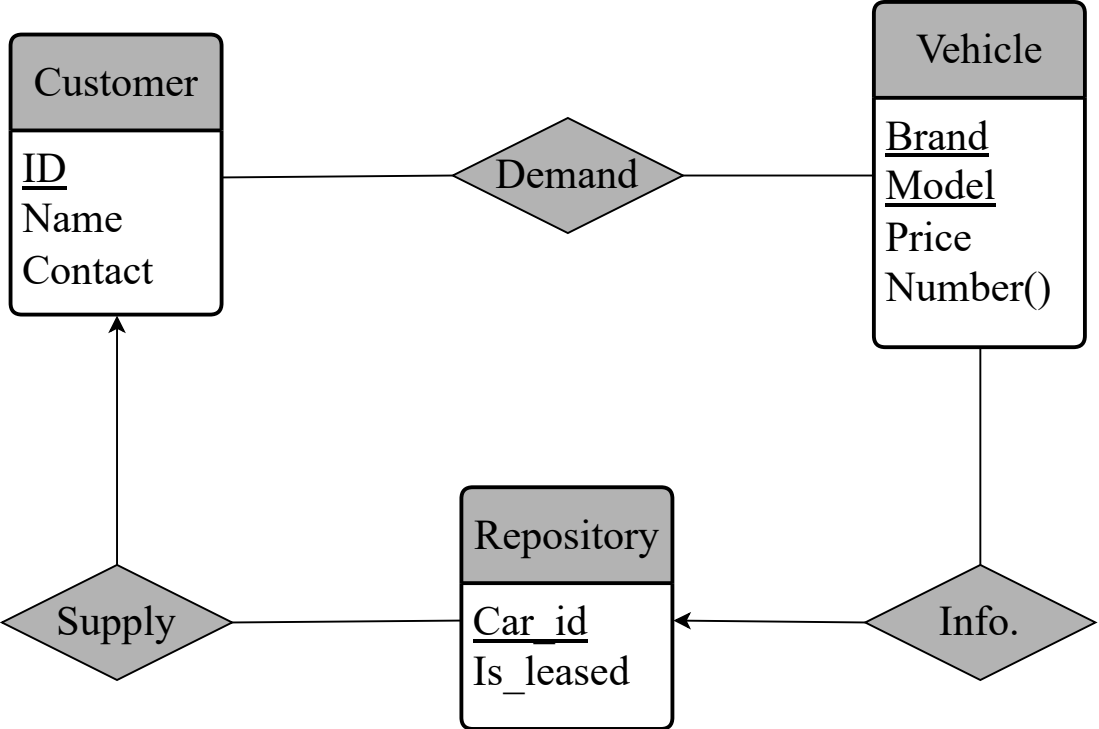 Customer
ID
Name
Contact
Demand
Vehicle
Brand
Model
Price
Number()
Supply
Repository
Car_id
Is_leased
Info.